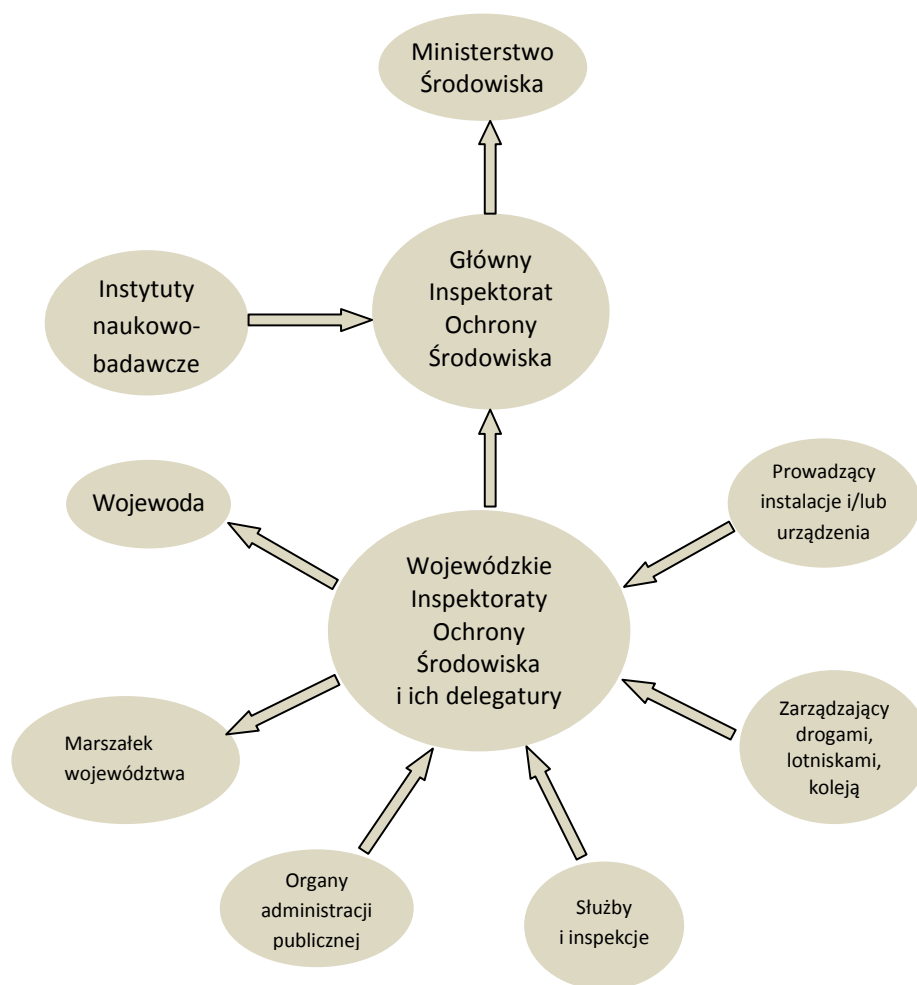 Ministerstwo
Środowiska
Główny
Inspektorat
Ochrony
Środowiska
Instytuty
naukowo-
badawcze
Wojewoda
Prowadzący
instalacje i/lub
urządzenia
Wojewódzkie
Inspektoraty
Ochrony
Środowiska
i ich delegatury
Marszałek
województwa
Zarządzający
drogami,
lotniskami,
koleją
Organy
administracji
publicznej
Służby
i inspekcje